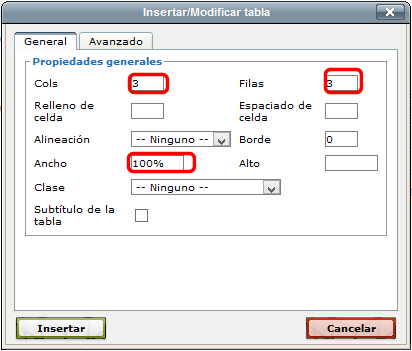 Insertar/Modificar tabla
General Avanzado
Propiedades generales
Cols 3 Filas 3
Relleno de celda Espaciado de celda
Alineación -- Ninguno -- Borde 0
Ancho 100% Alto
Clase -- Ninguno --
Subtítulo de la tabla
Insertar Cancelar